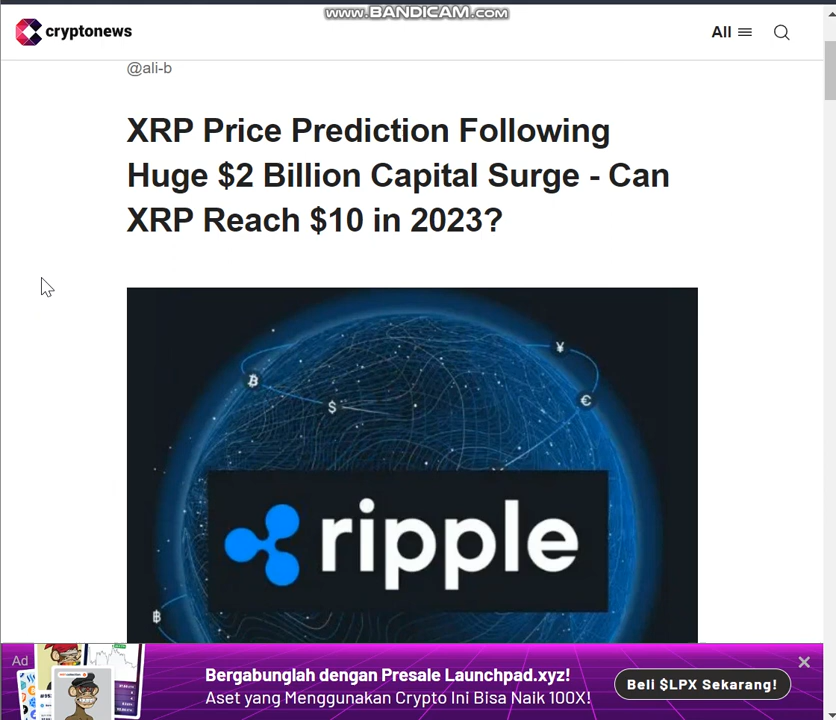 www.BANDICAM.com
cryptonews
All
@ali-b
XRP Price Prediction Following
Huge $2 Billion Capital Surge - Can
XRP Reach $10 in 2023?
ripple
Ad
Bergabunglah dengan Presale Launchpad.xyz!
Aset yang Menggunakan Crypto Ini Bisa Naik 100X!
Beli $LPX Sekarang!